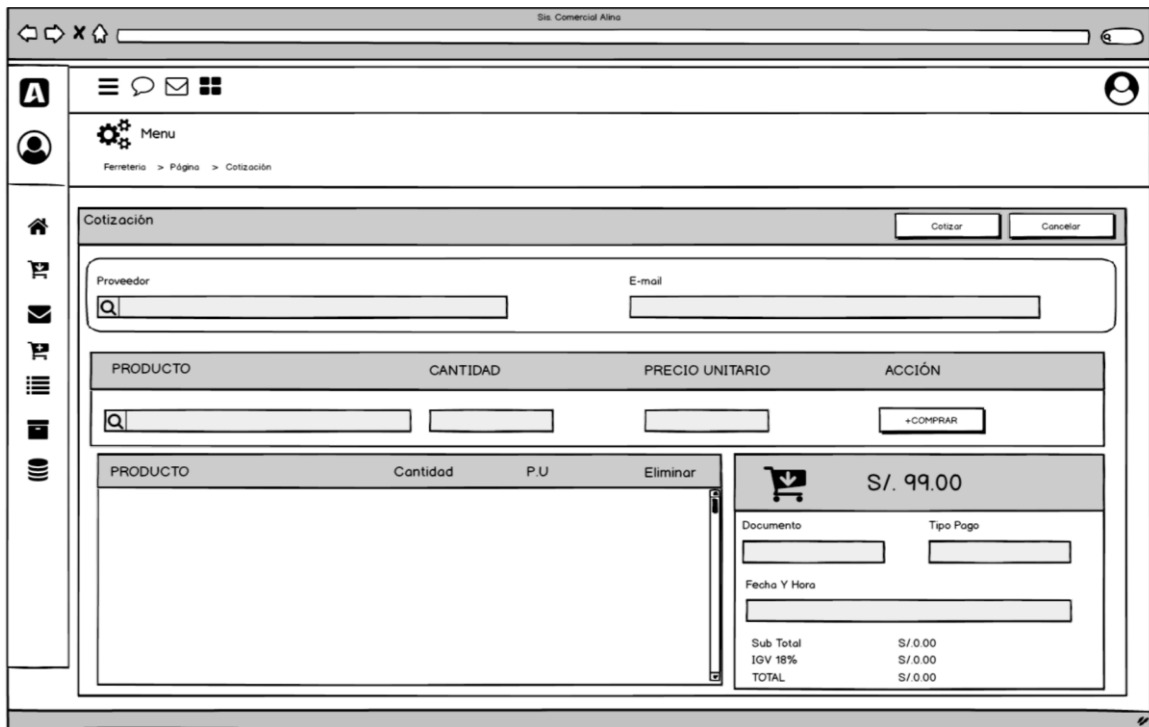 Sis. Comercial Alina
A
Menu
Ferreteria > Página > Cotización
Cotización Cotizar Cancelar
Proveedor E-mail
PRODUCTO CANTIDAD PRECIO UNITARIO ACCIÓN
+COMPRAR
PRODUCTO Cantidad P.U Eliminar
S/. 99.00
Documento Tipo Pago
Fecha Y Hora
Sub Total S/.0.00
IGV 18% S/.0.00
TOTAL S/.0.00